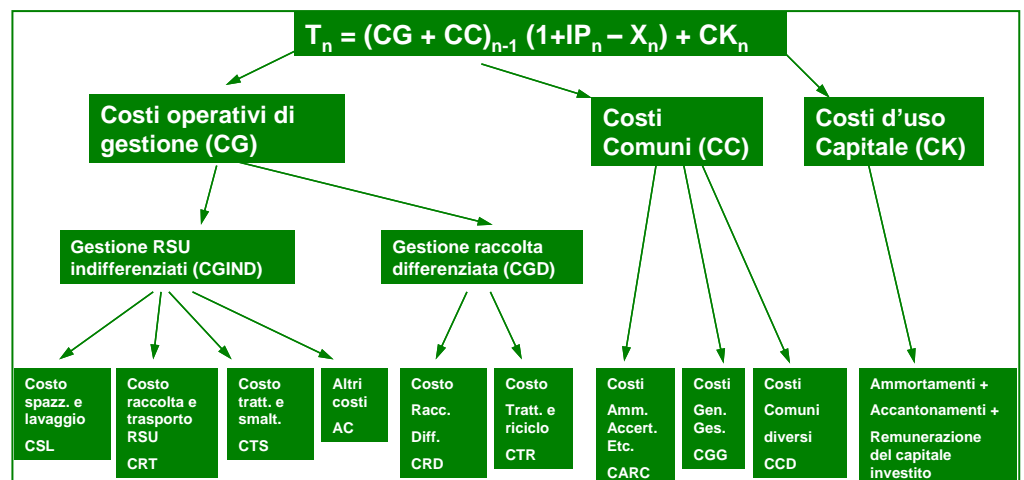 Tn = (CG + CC)n-1 (1+IPn – Xn) + CKn
Costi operativi di
gestione (CG)
Costi
Comuni (CC)
Costi d'uso
Capitale (CK)
Gestione RSU
indifferenziati (CGIND)
Gestione raccolta
differenziata (CGD)
Costo
spazz. e
lavaggio
CSL
Costo
raccolta e
trasporto
RSU
CRT
Costo
tratt. e
smalt.
CTS
Altri
costi
AC
Costo
Racc.
Diff.
CRD
Costo
Tratt. e
riciclo
CTR
Costi
Amm.
Accert.
Etc.
CARC
Costi
Gen.
Ges.
CGG
Costi
Comuni
diversi
CCD
Ammortamenti +
Accantonamenti +
Remunerazione
del capitale
investito